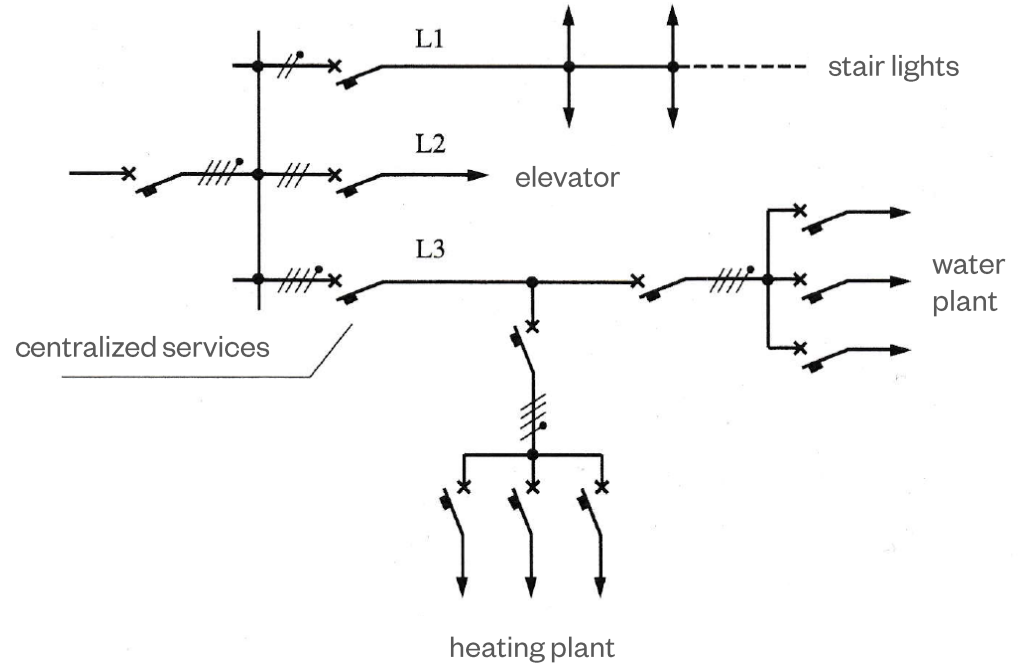 L1
stair lights
L2
elevator
L3
water
plant
centralized services
heating plant